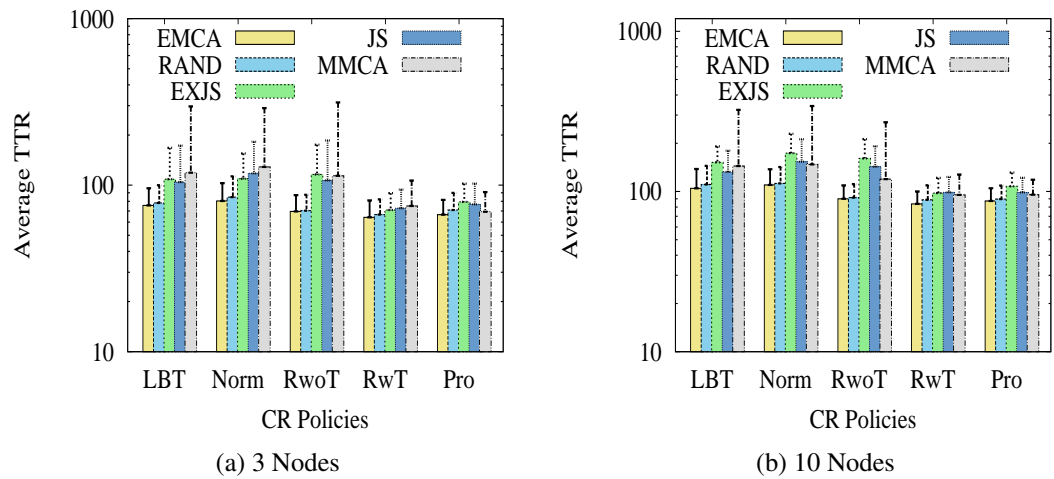 1000
100
10
Average TTR
EMCA
RAND
EXJS
JS
MMCA
LBT Norm RwoT RwT Pro
CR Policies
(a) 3 Nodes
1000
100
10
Average TTR
EMCA
RAND
EXJS
JS
MMCA
LBT Norm RwoT RwT Pro
CR Policies
(b) 10 Nodes